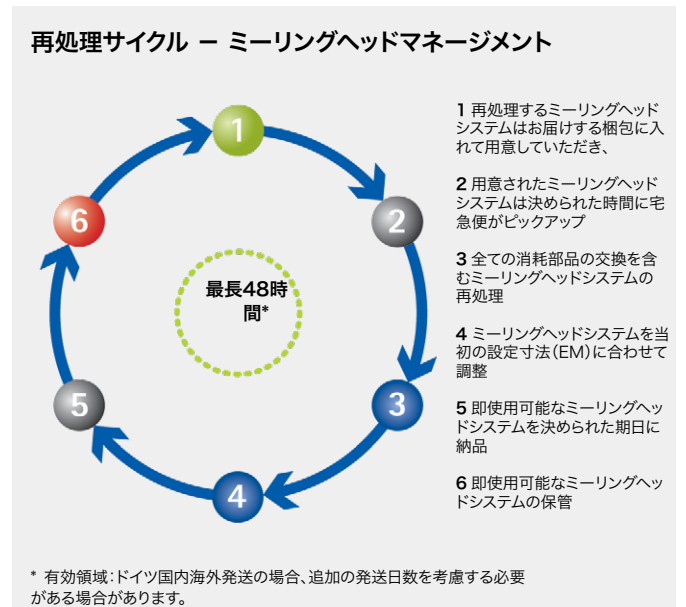 再処理サイクル － ミーリングヘッドマネージメント
1
2
3
4
5
6
最長48時
間*
1 再処理するミーリングヘッド
システムはお届けする梱包に入
れて用意していただき、
2 用意されたミーリングヘッド
システムは決められた時間に宅
急便がピックアップ
3 全ての消耗部品の交換を含
むミーリングヘッドシステムの
再処理
4 ミーリングヘッドシステムを当
初の設定寸法（EM）に合わせて
調整
5 即使用可能なミーリングヘッ
ドシステムを決められた期日に
納品
6 即使用可能なミーリングヘッ
ドシステムの保管
* 有効領域：ドイツ国内海外発送の場合、追加の発送日数を考慮する必要
がある場合があります。